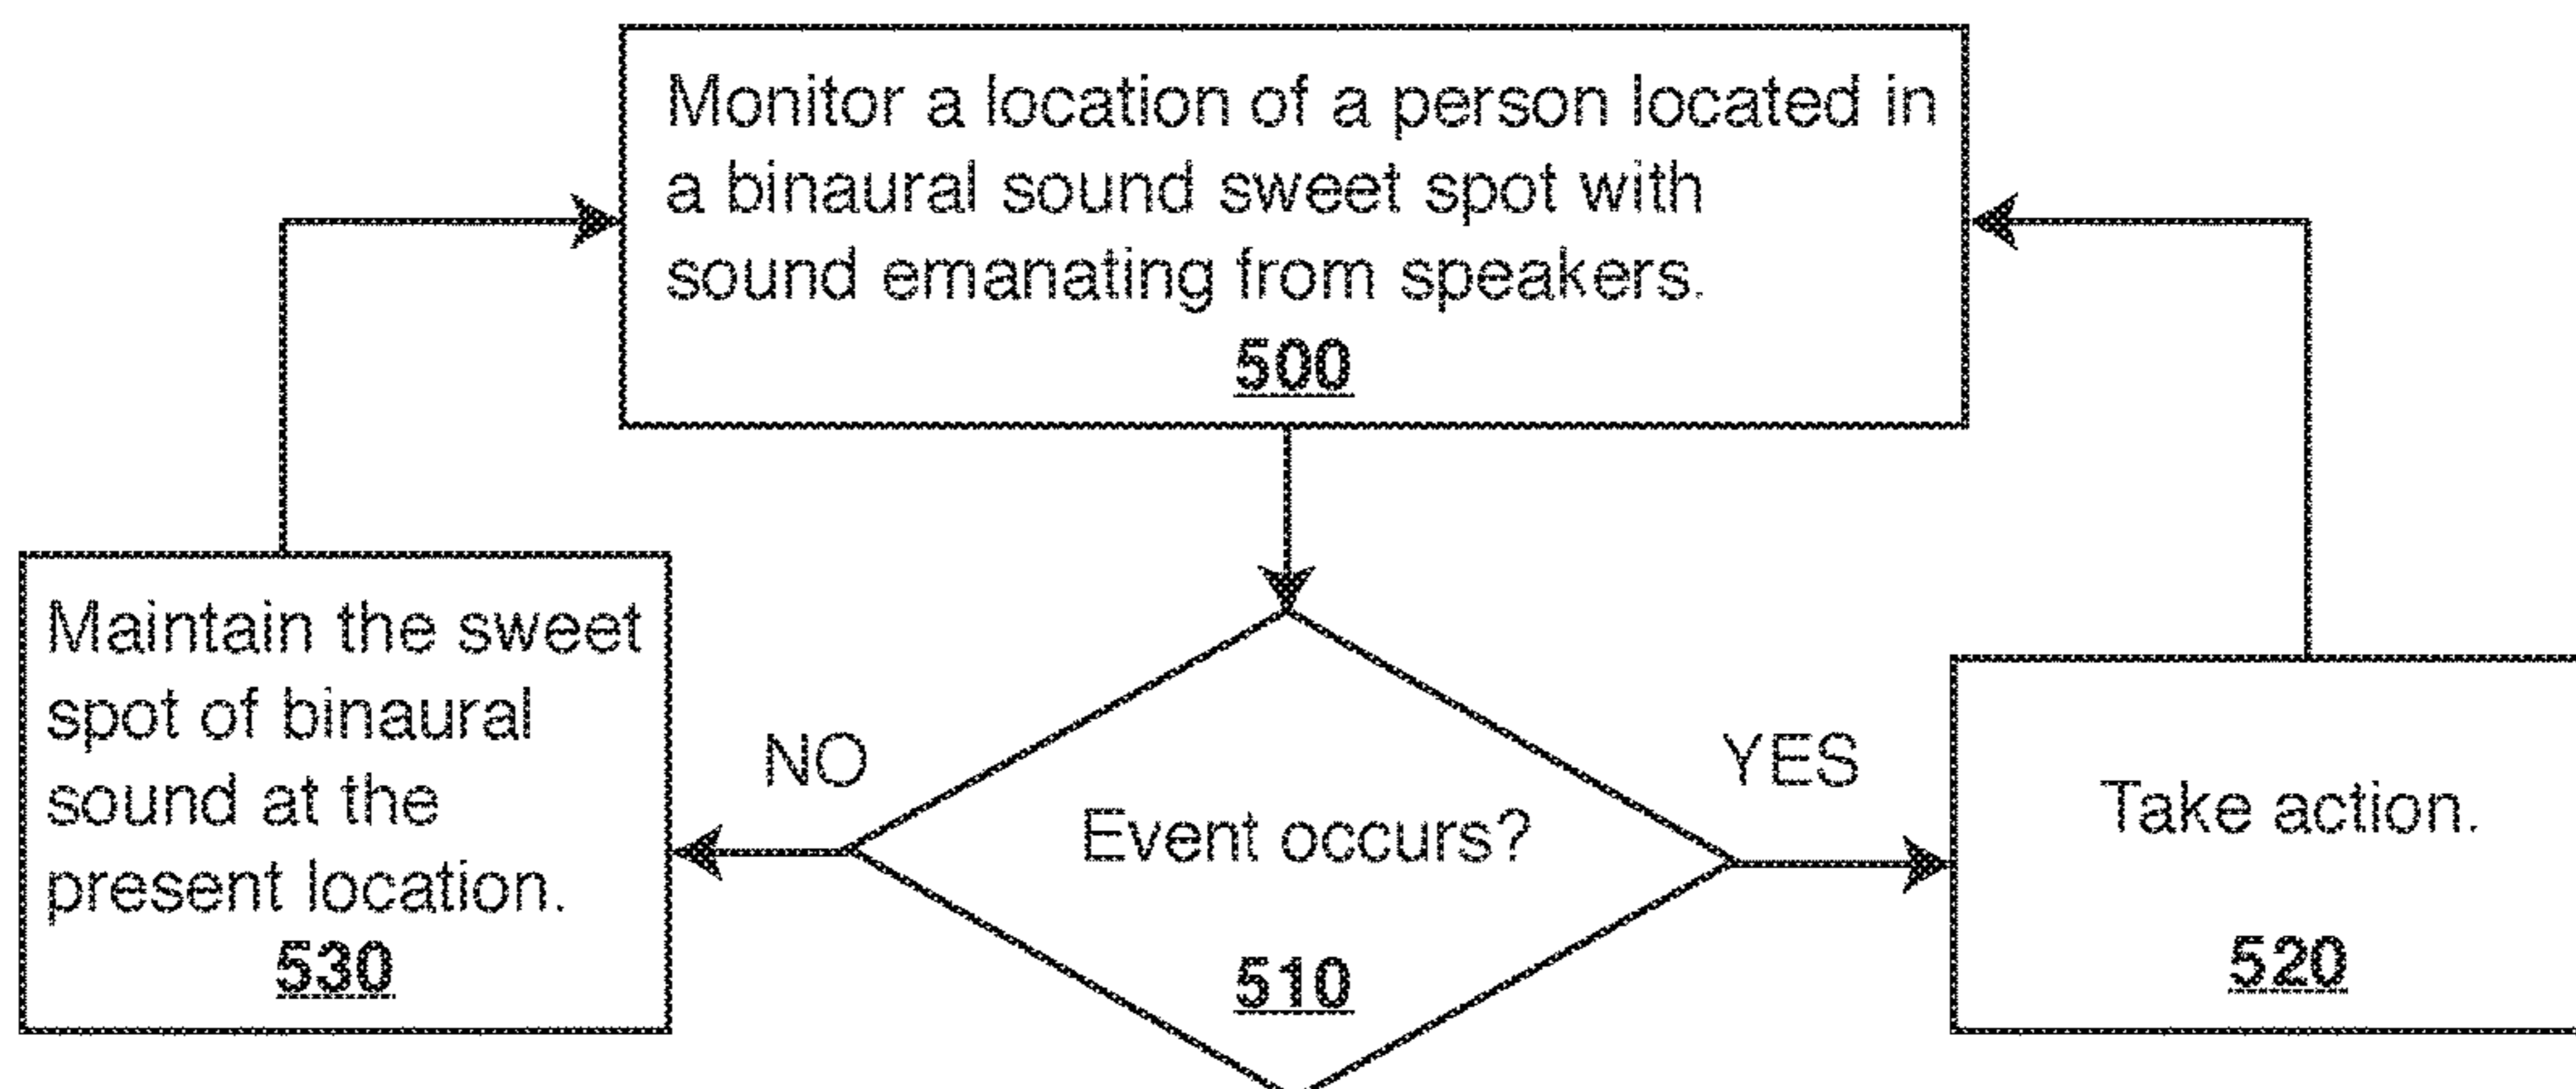 Monitor a location of a person located in
a binaural sound sweet spot with
sound emanating from speakers.
500
Maintain the sweet
spot of binaural
sound at the
present location.
530
NO
Event occurs?
510
YES
Take action.
520